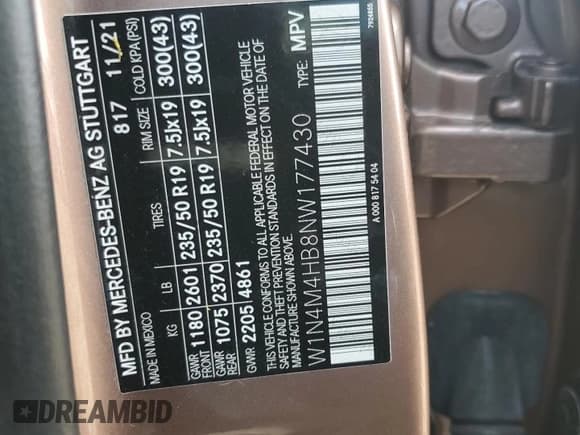 MFD BY MERCEDES-BENZ AG STUTTGART
MADE IN MEXICO 817 11/21
KG LB TIRES RIM SIZE COLD KPA (PSI)
GAWR FRONT 1180 2601 235/50 R19 7.5Jx19 300(43)
GAWR REAR 1075 2370 235/50 R19 7.5Jx19 300(43)
GVWR 2205 4861
THIS VEHICLE CONFORMS TO ALL APPLICABLE FEDERAL MOTOR VEHICLE
SAFETY AND THEFT PREVENTION STANDARDS IN EFFECT ON THE DATE OF
MANUFACTURE SHOWN ABOVE.
W1N4M4HB8NW177430 TYPE: MPV
A 000 817 54 04
7926455
DREAMBID